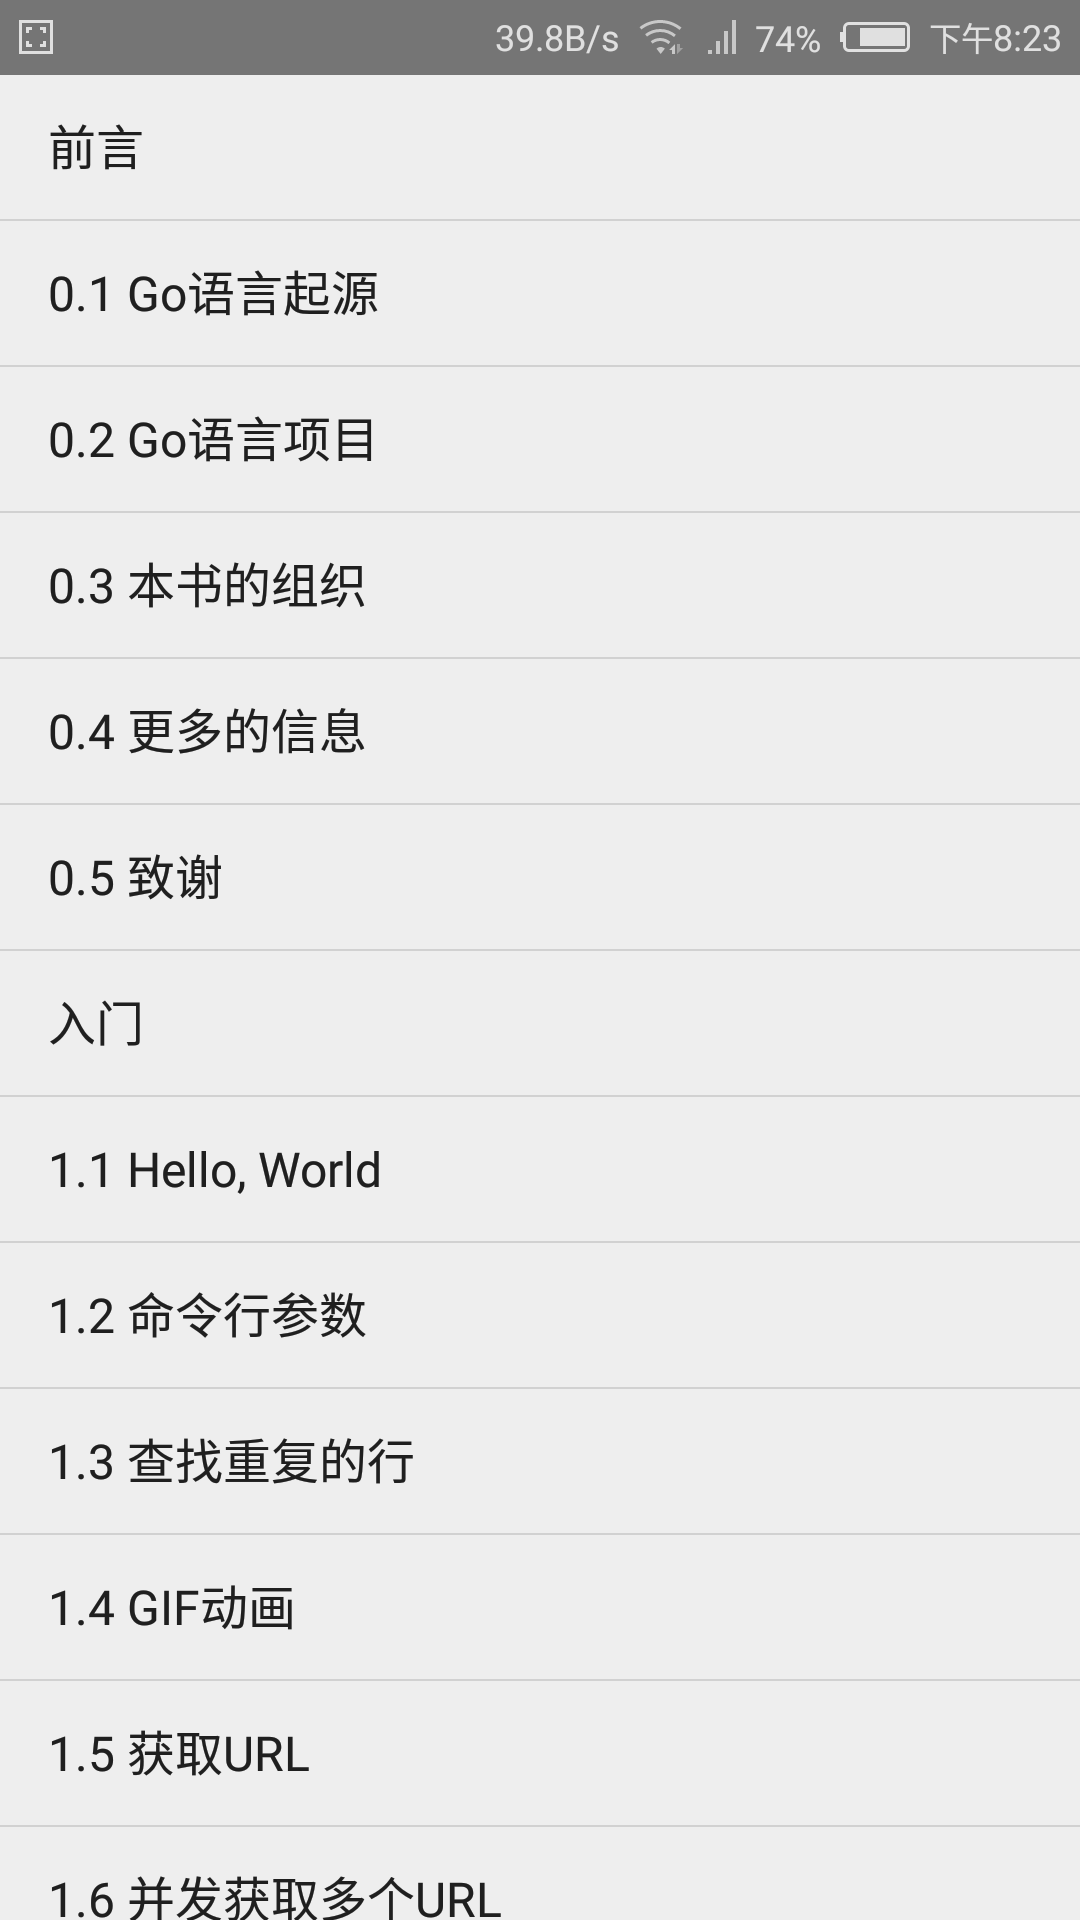 39.8B/s 74% 下午8:23
前言
0.1 Go语言起源
0.2 Go语言项目
0.3 本书的组织
0.4 更多的信息
0.5 致谢
入门
1.1 Hello, World
1.2 命令行参数
1.3 查找重复的行
1.4 GIF动画
1.5 获取URL
1.6 并发获取多个URL